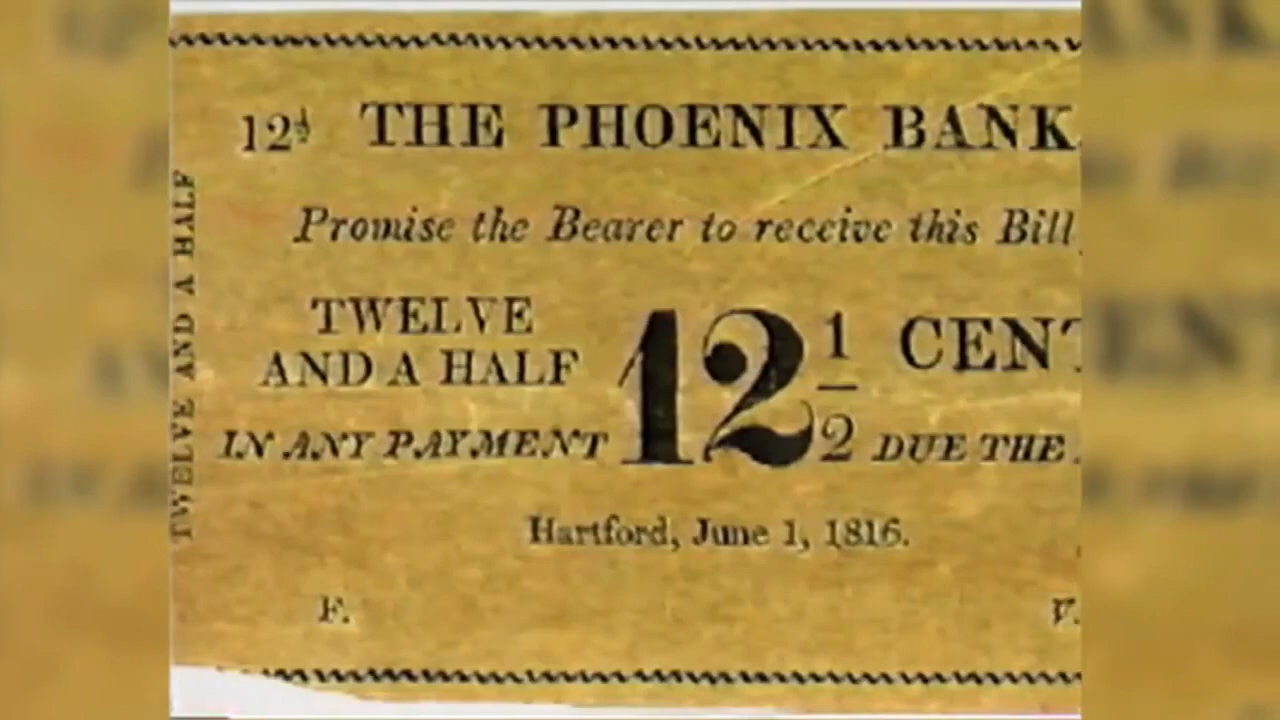 12½ THE PHOENIX BANK
Promise the Bearer to receive this Bill,
TWELVE AND A HALF
TWELVE
AND A HALF
12 1/2 CENT
IN ANY PAYMENT DUE THE
Hartford, June 1, 1816.
F. V.